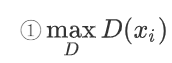 ① max_D D(x_i)